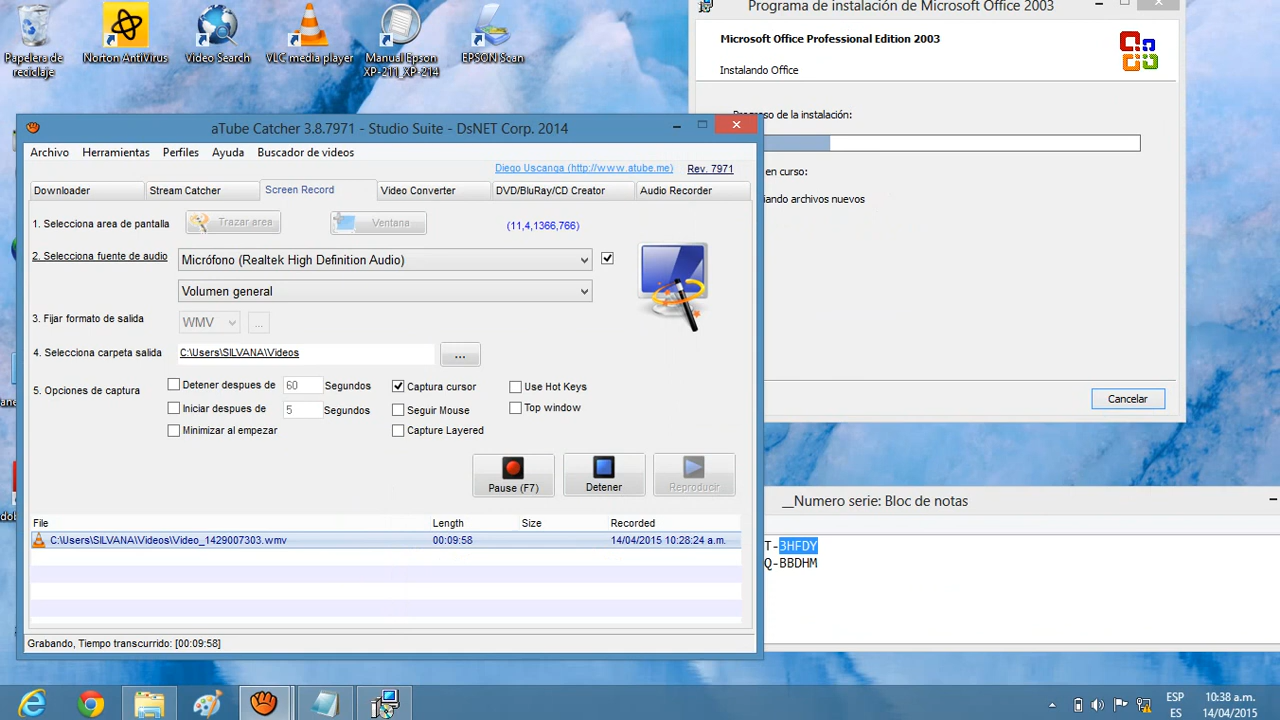 Papelera de
reciclaje
Norton AntiVirus
Video Search
VLC media player
Manual Epson
XP-211_XP-214
EPSON Scan
Programa de instalación de Microsoft Office 2003
Microsoft Office Professional Edition 2003
Instalando Office
Progreso de la instalación:
en curso:
iando archivos nuevos
Cancelar
aTube Catcher 3.8.7971 - Studio Suite - DsNET Corp. 2014
Archivo Herramientas Perfiles Ayuda Buscador de videos
Diego Uscanga (http://www.atube.me) Rev. 7971
Downloader Stream Catcher Screen Record Video Converter DVD/BluRay/CD Creator Audio Recorder
1. Selecciona area de pantalla Trazar area Ventana (11,4,1366,766)
2. Selecciona fuente de audio Micrófono (Realtek High Definition Audio)
Volumen general
3. Fijar formato de salida WMV ...
4. Selecciona carpeta salida C:\Users\SILVANA\Videos ...
5. Opciones de captura Detener despues de 60 Segundos Captura cursor Use Hot Keys
Iniciar despues de 5 Segundos Seguir Mouse Top window
Minimizar al empezar Capture Layered
Pause (F7) Detener Reproducir
File Length Size Recorded
C:\Users\SILVANA\Videos\Video_1429007303.wmv 00:09:58 14/04/2015 10:28:24 a.m.
Grabando, Tiempo transcurrido: [00:09:58]
__Numero serie: Bloc de notas
T-3HFDY
Q-BBDHM
ESP
ES
10:38 a.m.
14/04/2015